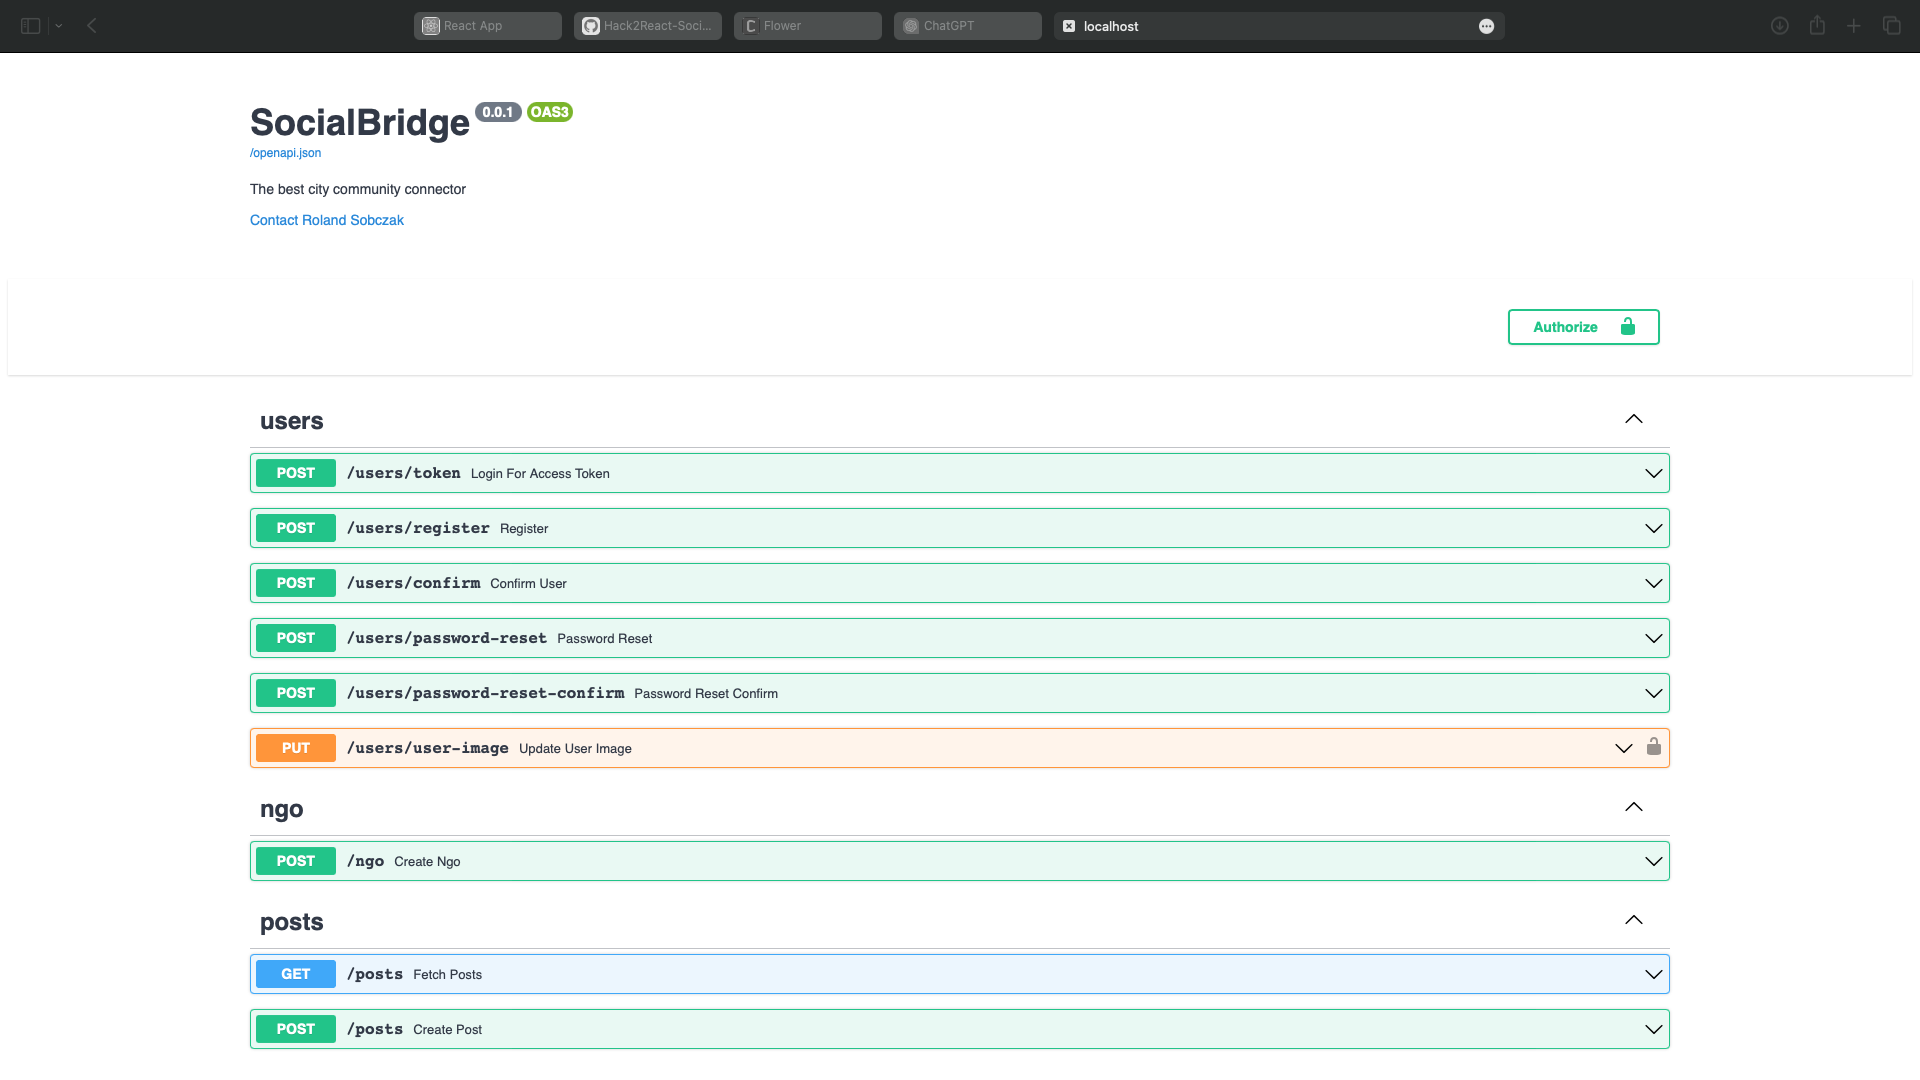 React App
Hack2React-Soci...
Flower
ChatGPT
localhost
SocialBridge 0.0.1 OAS3
/openapi.json
The best city community connector
Contact Roland Sobczak
Authorize
users
POST /users/token Login For Access Token
POST /users/register Register
POST /users/confirm Confirm User
POST /users/password-reset Password Reset
POST /users/password-reset-confirm Password Reset Confirm
PUT /users/user-image Update User Image
ngo
POST /ngo Create Ngo
posts
GET /posts Fetch Posts
POST /posts Create Post